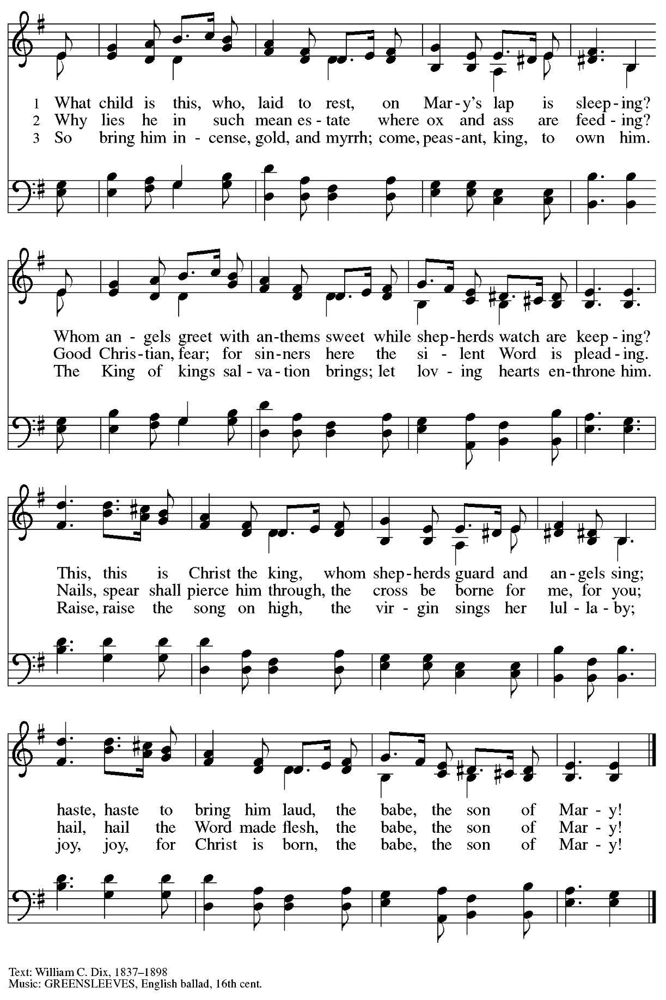 1 What child is this, who, laid to rest, on Mar - y's lap is sleep - ing?
2 Why lies he in such mean es - tate where ox and ass are feed - ing?
3 So bring him in - cense, gold, and myrrh; come, peas - ant, king, to own him.
Whom an - gels greet with an - thems sweet while shep - herds watch are keep - ing?
Good Chris - tian, fear; for sin - ners here the si - lent Word is plead - ing.
The King of kings sal - va - tion brings; let lov - ing hearts en - throne him.
This, this is Christ the king, whom shep - herds guard and an - gels sing;
Nails, spear shall pierce him through, the cross be borne for me, for you;
Raise, raise the song on high, the vir - gin sings her lul - la - by;
haste, haste to bring him laud, the babe, the son of Mar - y!
hail, hail the Word made flesh, the babe, the son of Mar - y!
joy, joy, for Christ is born, the babe, the son of Mar - y!
Text: William C. Dix, 1837–1898
Music: GREENSLEEVES, English ballad, 16th cent.